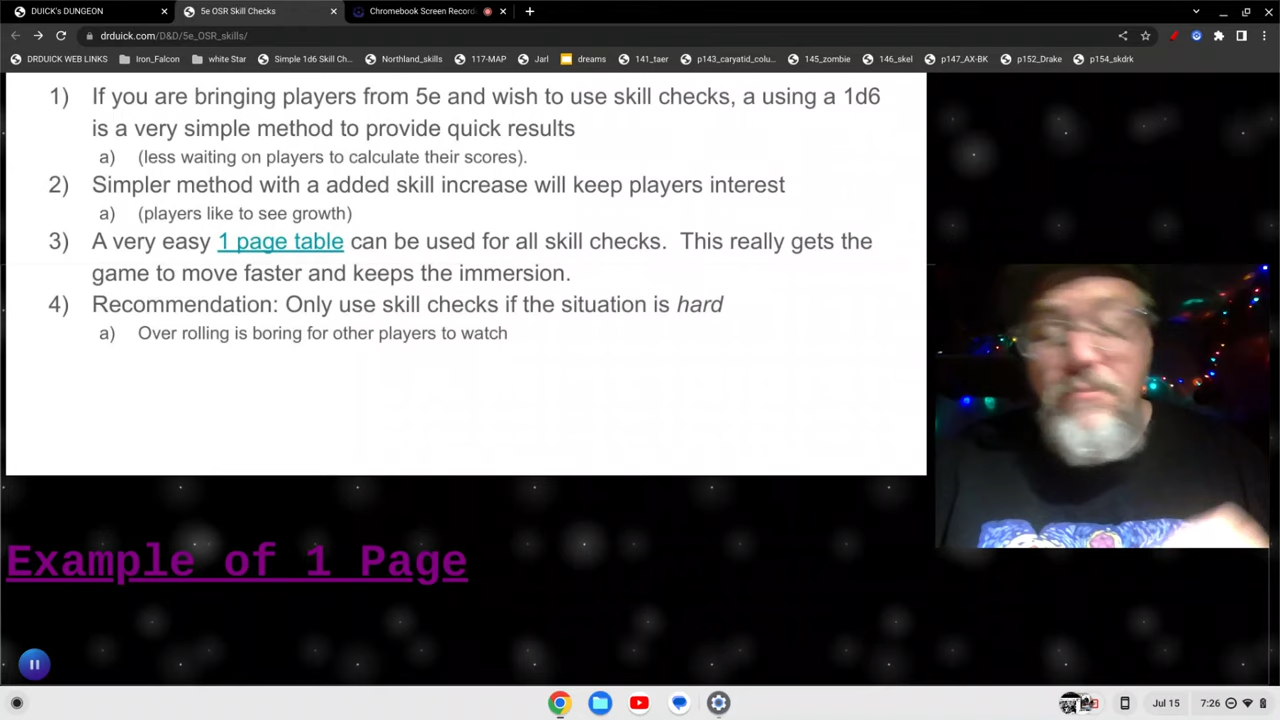 DUICK's DUNGEON
5e OSR Skill Checks
Chromebook Screen Record
drduick.com/D&D/5e_OSR_skills/
DRDUICK WEB LINKS
Iron_Falcon
white Star
Simple 1d6 Skill Ch...
Northland_skills
117-MAP
Jarl
dreams
141_taer
p143_caryatid_colu...
145_zombie
146_skel
p147_AX-BK
p152_Drake
p154_skdrk
1) If you are bringing players from 5e and wish to use skill checks, a using a 1d6
is a very simple method to provide quick results
a) (less waiting on players to calculate their scores).
2) Simpler method with a added skill increase will keep players interest
a) (players like to see growth)
3) A very easy 1 page table can be used for all skill checks. This really gets the
game to move faster and keeps the immersion.
4) Recommendation: Only use skill checks if the situation is hard
a) Over rolling is boring for other players to watch
Example of 1 Page
Jul 15
7:26